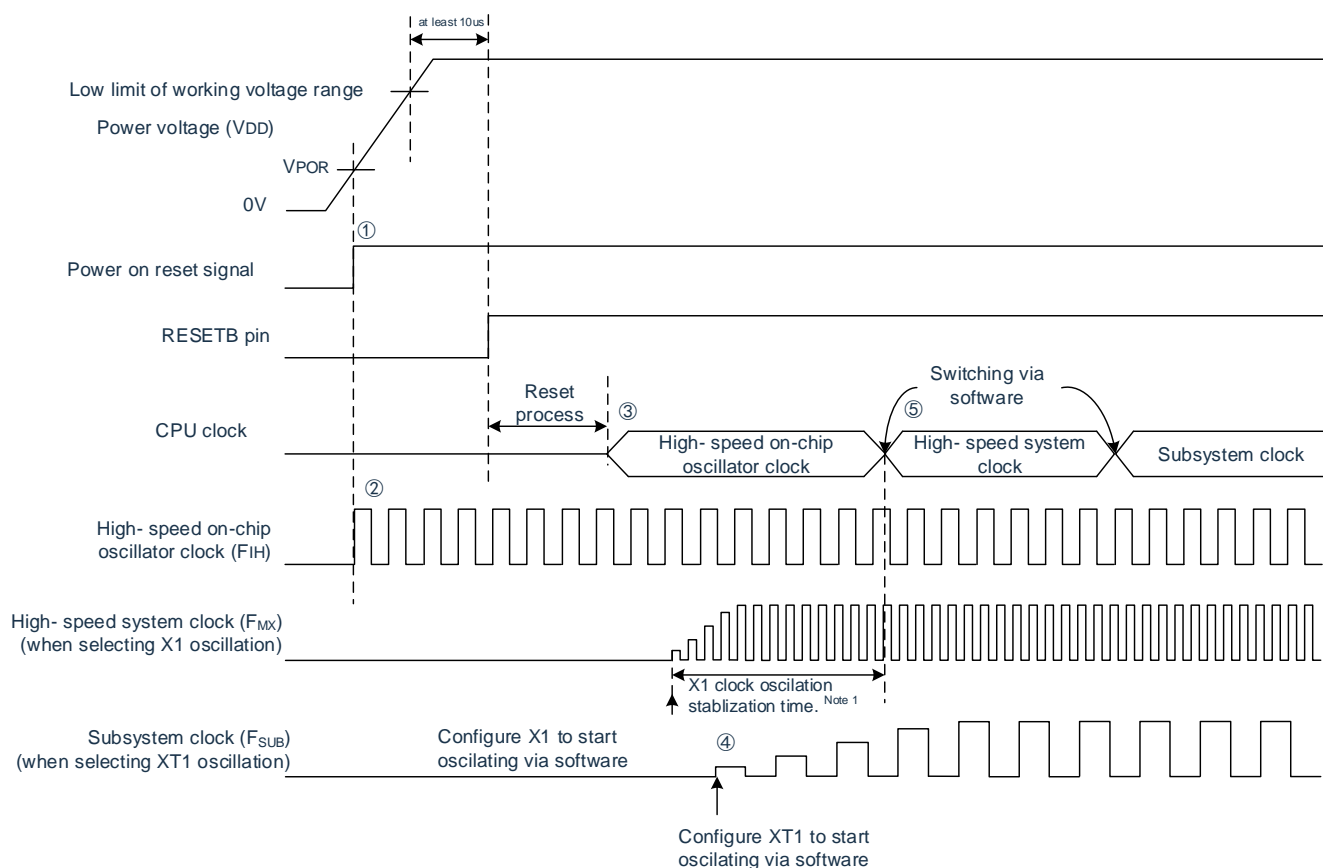 at least 10us
Low limit of working voltage range
Power voltage (VDD)
VPOR
0V
①
Power on reset signal
RESETB pin
Reset
process
③
Switching via
software
⑤
CPU clock
High- speed on-chip
oscillator clock
High- speed system
clock
Subsystem clock
②
High- speed on-chip
oscillator clock (FIH)
High- speed system clock (FMX)
(when selecting X1 oscillation)
X1 clock oscilation
stablization time. Note 1
Subsystem clock (FSUB)
(when selecting XT1 oscillation)
Configure X1 to start
oscilating via software
④
Configure XT1 to start
oscilating via software